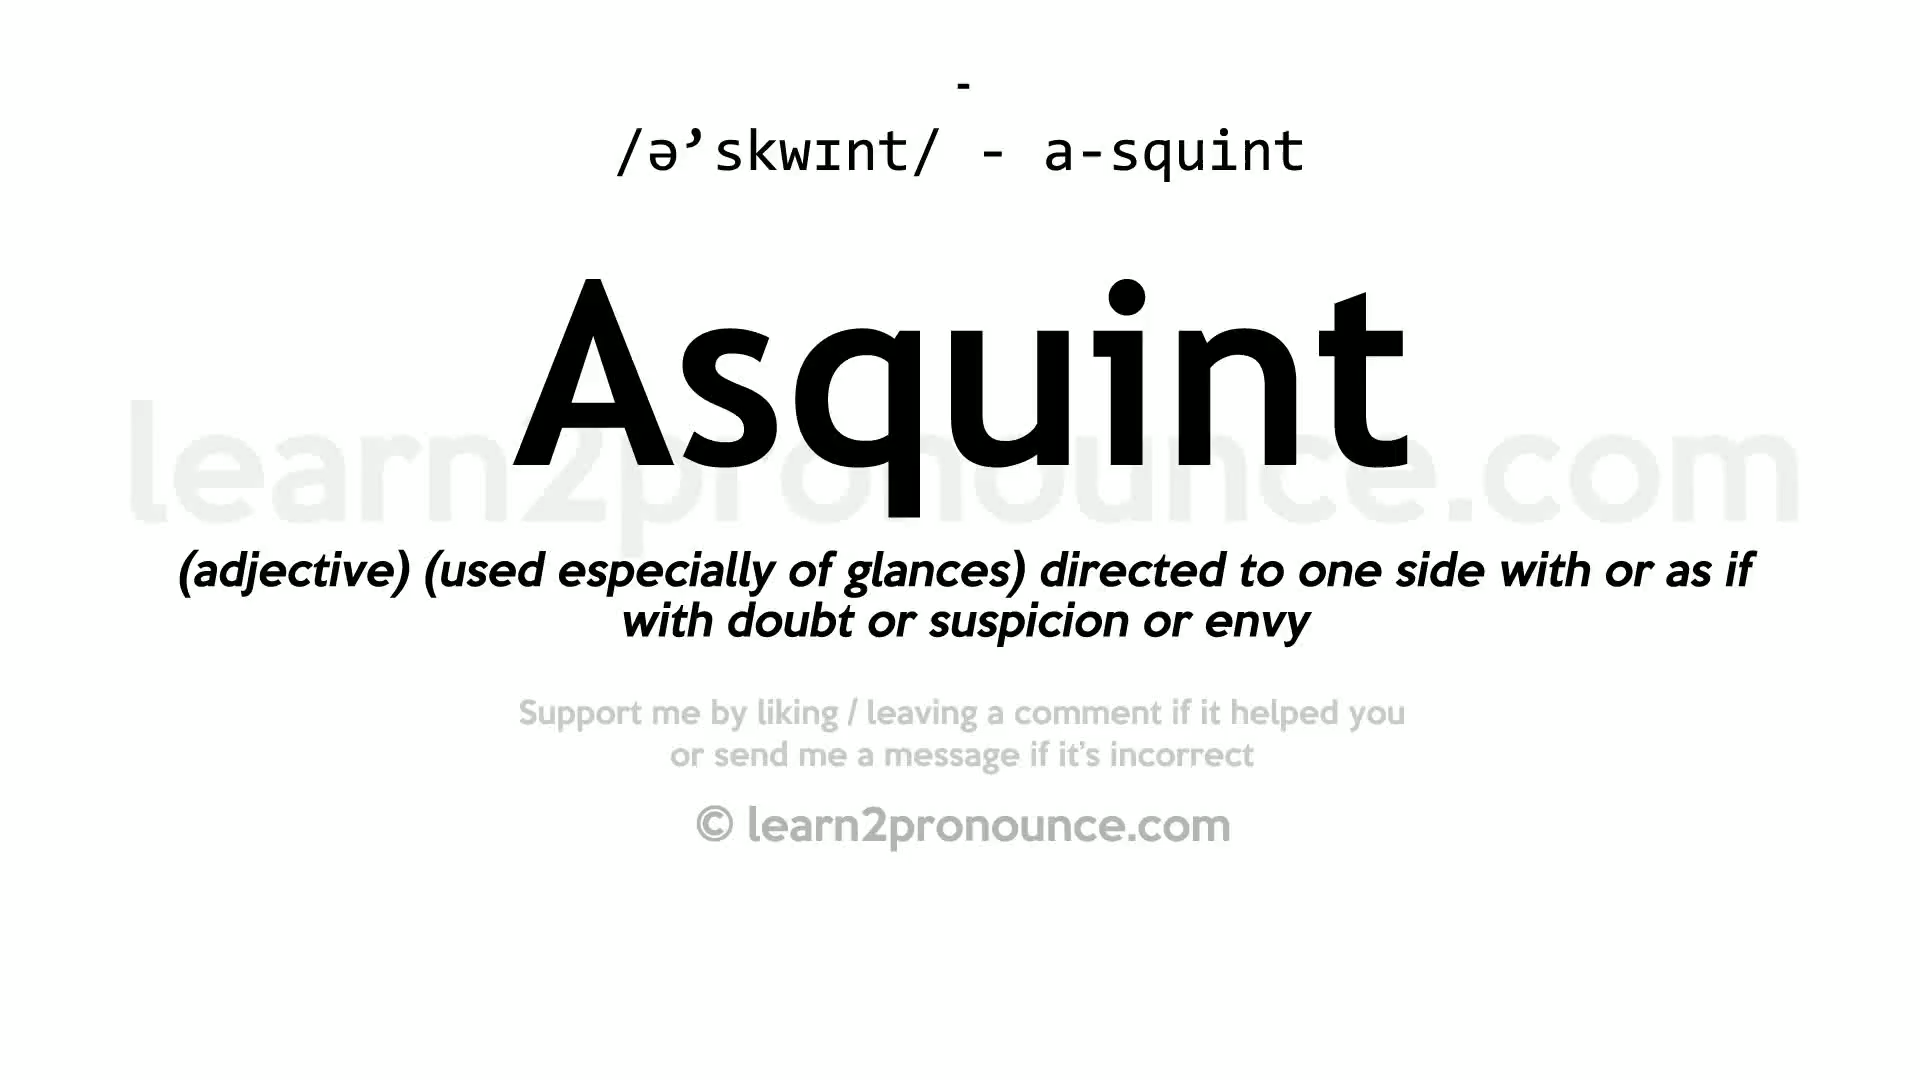 -
/ə’skwɪnt/ - a-squint
Asquint
learn2pronounce.com
(adjective) (used especially of glances) directed to one side with or as if
with doubt or suspicion or envy
Support me by liking / leaving a comment if it helped you
or send me a message if it’s incorrect
© learn2pronounce.com